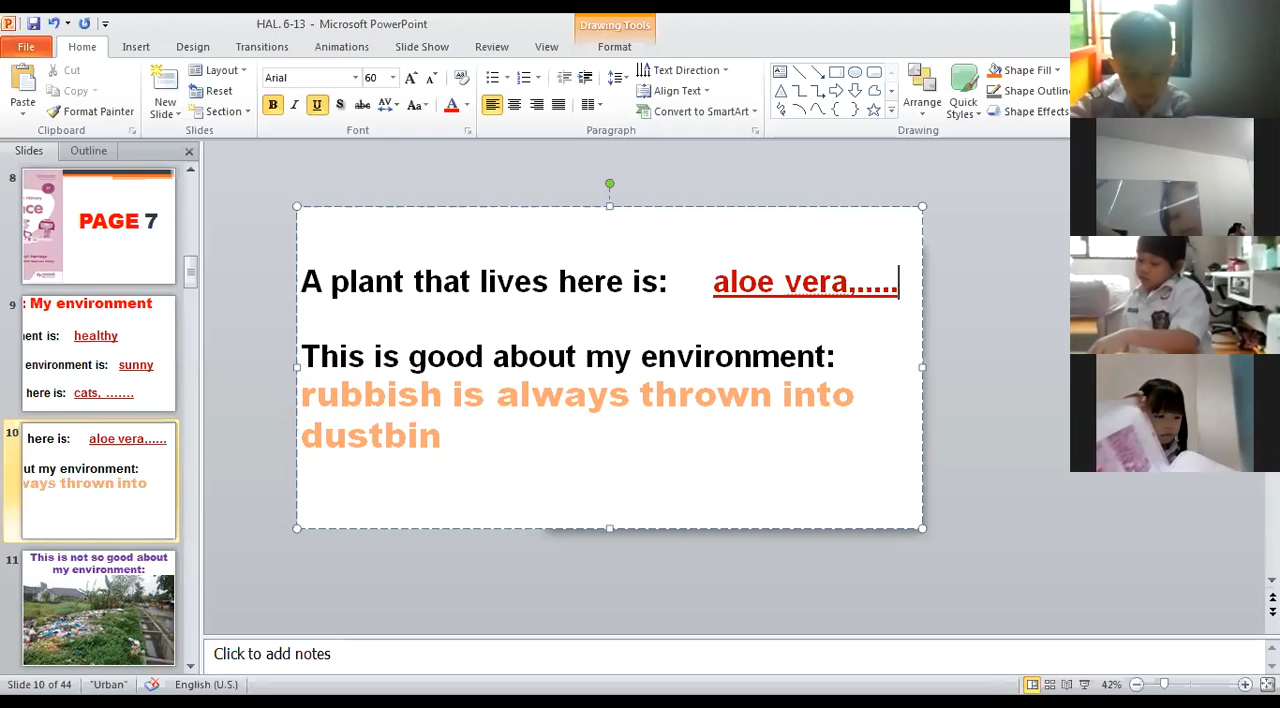 HAL. 6-13 - Microsoft PowerPoint
Drawing Tools
File
Home
Insert
Design
Transitions
Animations
Slide Show
Review
View
Format
Paste
Cut
Copy
Format Painter
Clipboard
New
Slide
Layout
Reset
Section
Slides
Arial
60
Font
Text Direction
Align Text
Convert to SmartArt
Paragraph
Arrange
Quick
Styles
Shape Fill
Shape Outlin
Shape Effects
Drawing
Slides
Outline
8
PAGE 7
9
: My environment
ent is: healthy
environment is: sunny
here is: cats, .......
10
here is: aloe vera,.....
ut my environment:
ways thrown into
11
This is not so good about
my environment:
A plant that lives here is: aloe vera,.....
This is good about my environment:
rubbish is always thrown into
dustbin
Click to add notes
Slide 10 of 44
"Urban"
English (U.S.)
42%